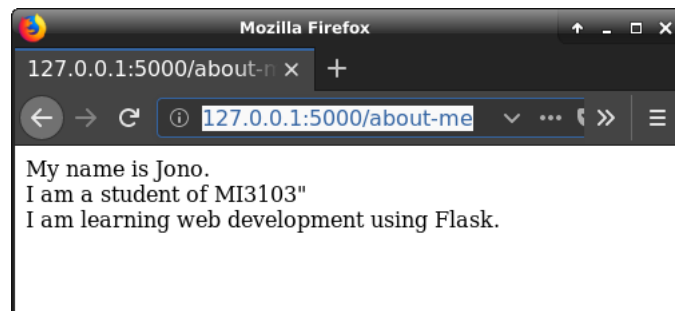 Mozilla Firefox
127.0.0.1:5000/about-n
127.0.0.1:5000/about-me
My name is Jono.
I am a student of MI3103"
I am learning web development using Flask.